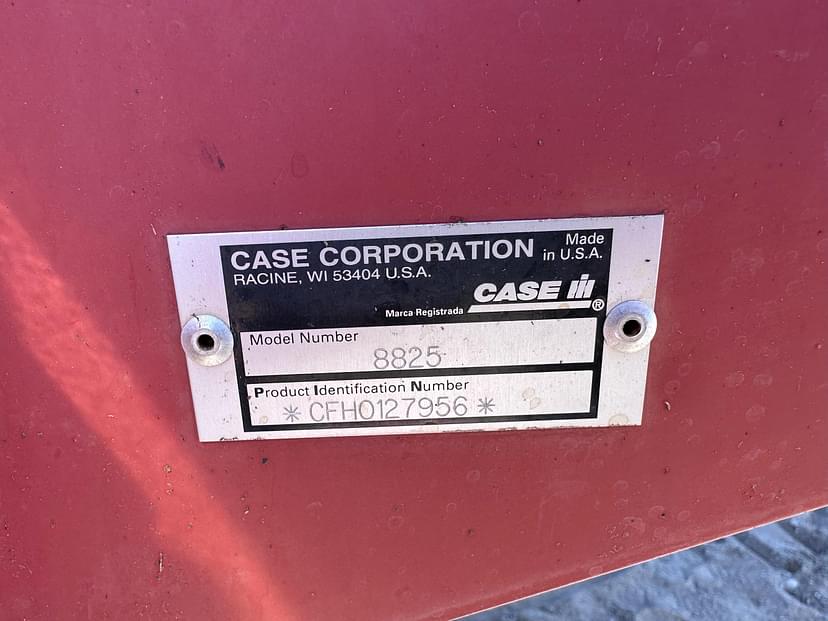 CASE CORPORATION Made in U.S.A.
RACINE, WI 53404 U.S.A.
Marca Registrada CASE IH ®
Model Number
8825
Product Identification Number
* CFH0127956 *